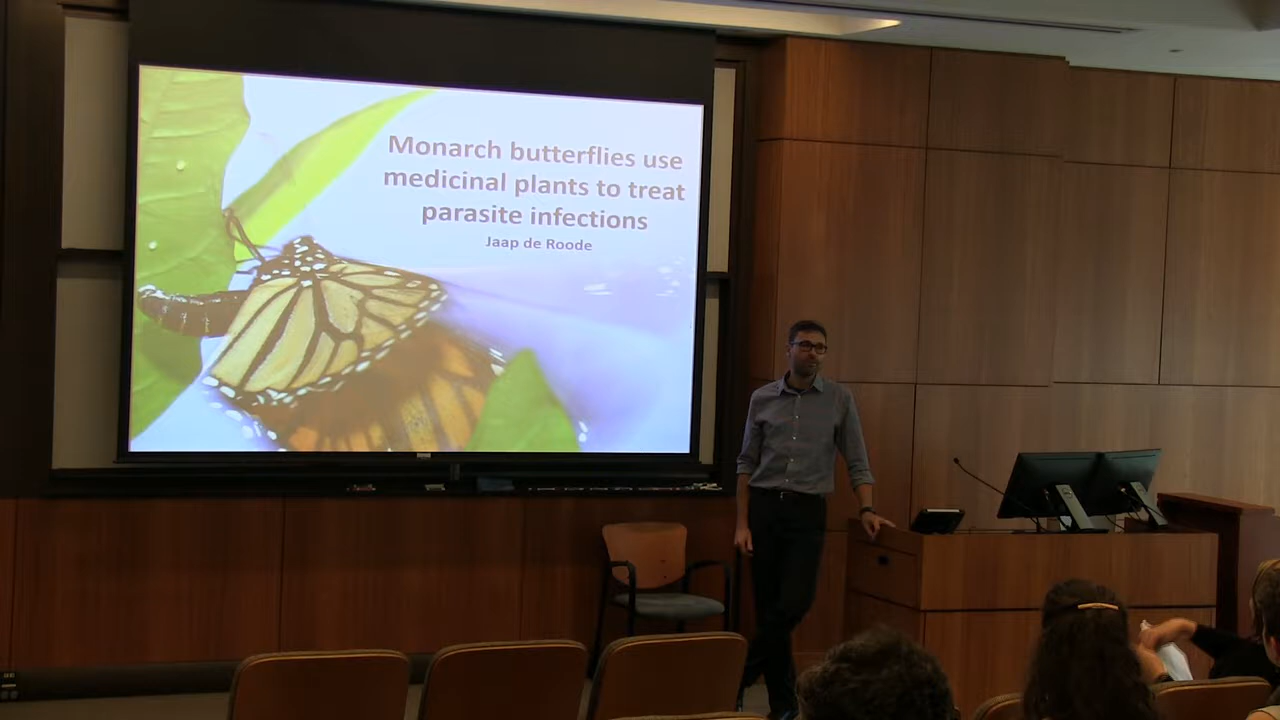 Monarch butterflies use
medicinal plants to treat
parasite infections
Jaap de Roode